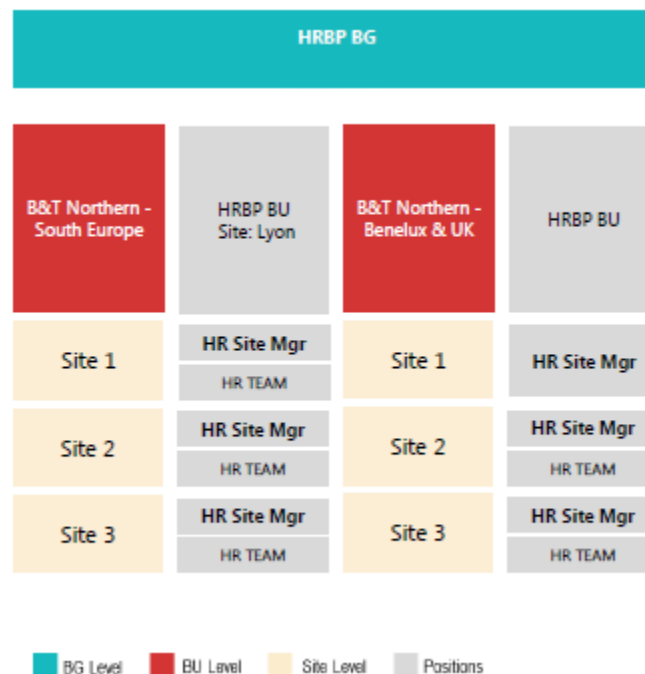 HRBP BG
B&T Northern -
South Europe
HRBP BU
Site: Lyon
B&T Northern -
Benelux & UK
HRBP BU
Site 1
HR Site Mgr
HR TEAM
Site 1
HR Site Mgr
Site 2
HR Site Mgr
HR TEAM
Site 2
HR Site Mgr
HR TEAM
Site 3
HR Site Mgr
HR TEAM
Site 3
HR Site Mgr
HR TEAM
BG Level
BU Level
Site Level
Positions